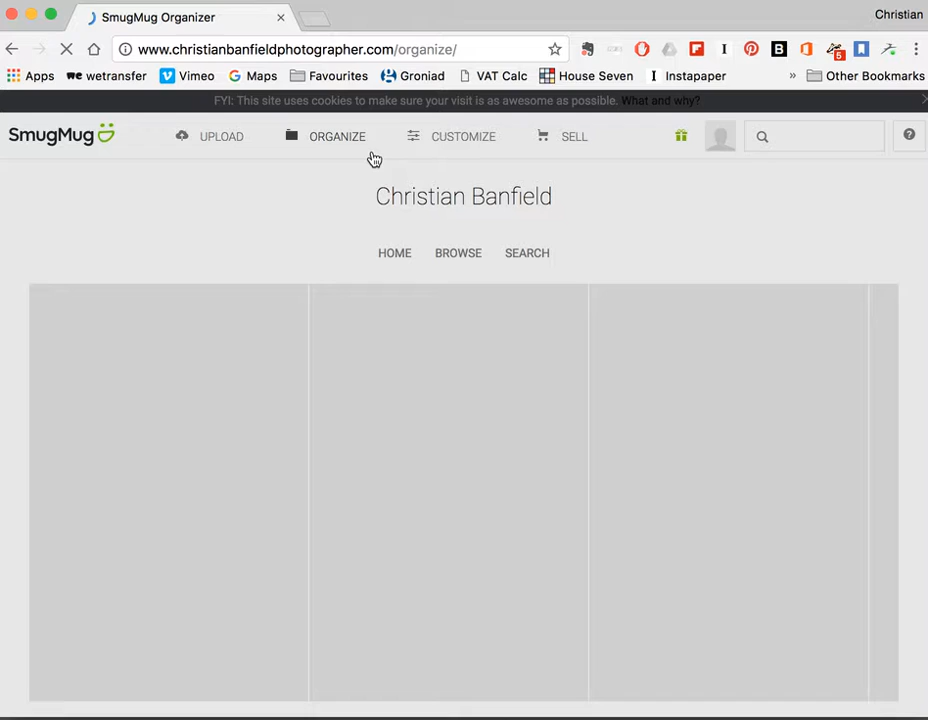 SmugMug Organizer
Christian
www.christianbanfieldphotographer.com/organize/
5
Apps wetransfer Vimeo Maps Favourites Groniad VAT Calc House Seven Instapaper » Other Bookmarks
FYI: This site uses cookies to make sure your visit is as awesome as possible. What and why?
SmugMug UPLOAD ORGANIZE CUSTOMIZE SELL
Christian Banfield
HOME BROWSE SEARCH